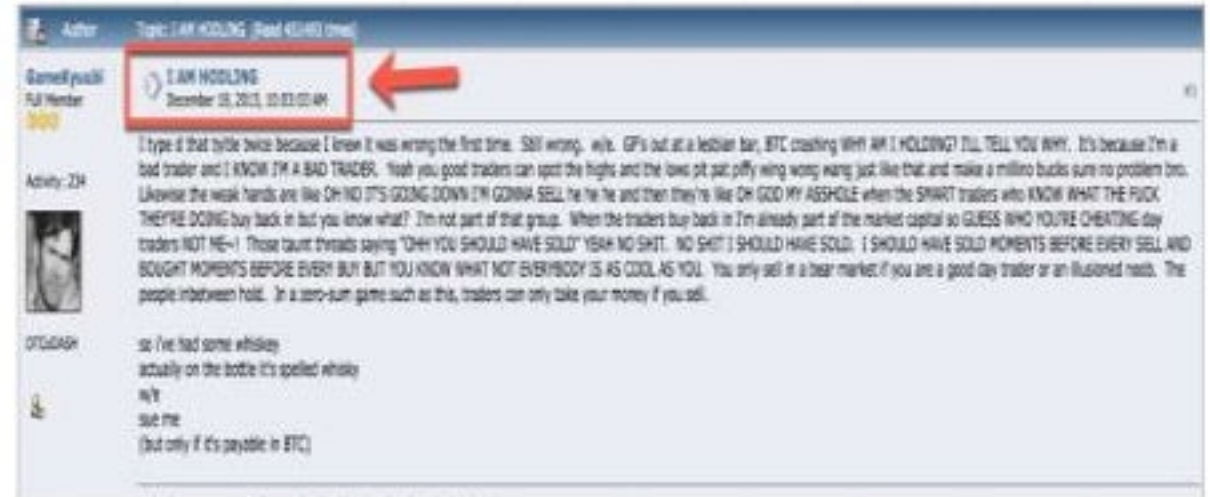 Author Topic: I AM HODLING (Read times)
GameKyuubi
I AM HODLING
Full Member
December 18, 2013, 10:03:03 AM
#1
I type d that tyitle twice because I knew it was wrong the first time. Still wrong. w/e. GF's out at a lesbian bar, BTC crashing WHY AM I HOLDING? I'LL TELL YOU WHY. It's because I'm a
bad trader and I KNOW I'M A BAD TRADER. Yeah you good traders can spot the highs and the lows pit pat piffy wing wong wang just like that and make a millino bucks sure no problem bro.
Likewise the weak hands are like OH NO IT'S GOING DOWN I'M GONNA SELL he he he and then they're like OH GOD MY ASSHOLE when the SMART traders who KNOW WHAT THE FUCK
THEY'RE DOING buy back in but you know what? I'm not part of that group. When the traders buy back in I'm already part of the market capital so GUESS WHO YOU'RE CHEATING day
traders NOT ME~! Those taunt threads saying "OHH YOU SHOULD HAVE SOLD" YEAH NO SHIT. NO SHIT I SHOULD HAVE SOLD. I SHOULD HAVE SOLD MOMENTS BEFORE EVERY SELL AND
BOUGHT MOMENTS BEFORE EVERY BUY BUT YOU KNOW WHAT NOT EVERYBODY IS AS COOL AS YOU. You only sell in a bear market if you are a good day trader or an illusioned noob. The
people inbetween hold. In a zero-sum game such as this, traders can only take your money if you sell.
Activity: 234
so i've had some whiskey
actually on the bottle it's spelled whisky
w/e
sue me
(but only if it's payable in BTC)